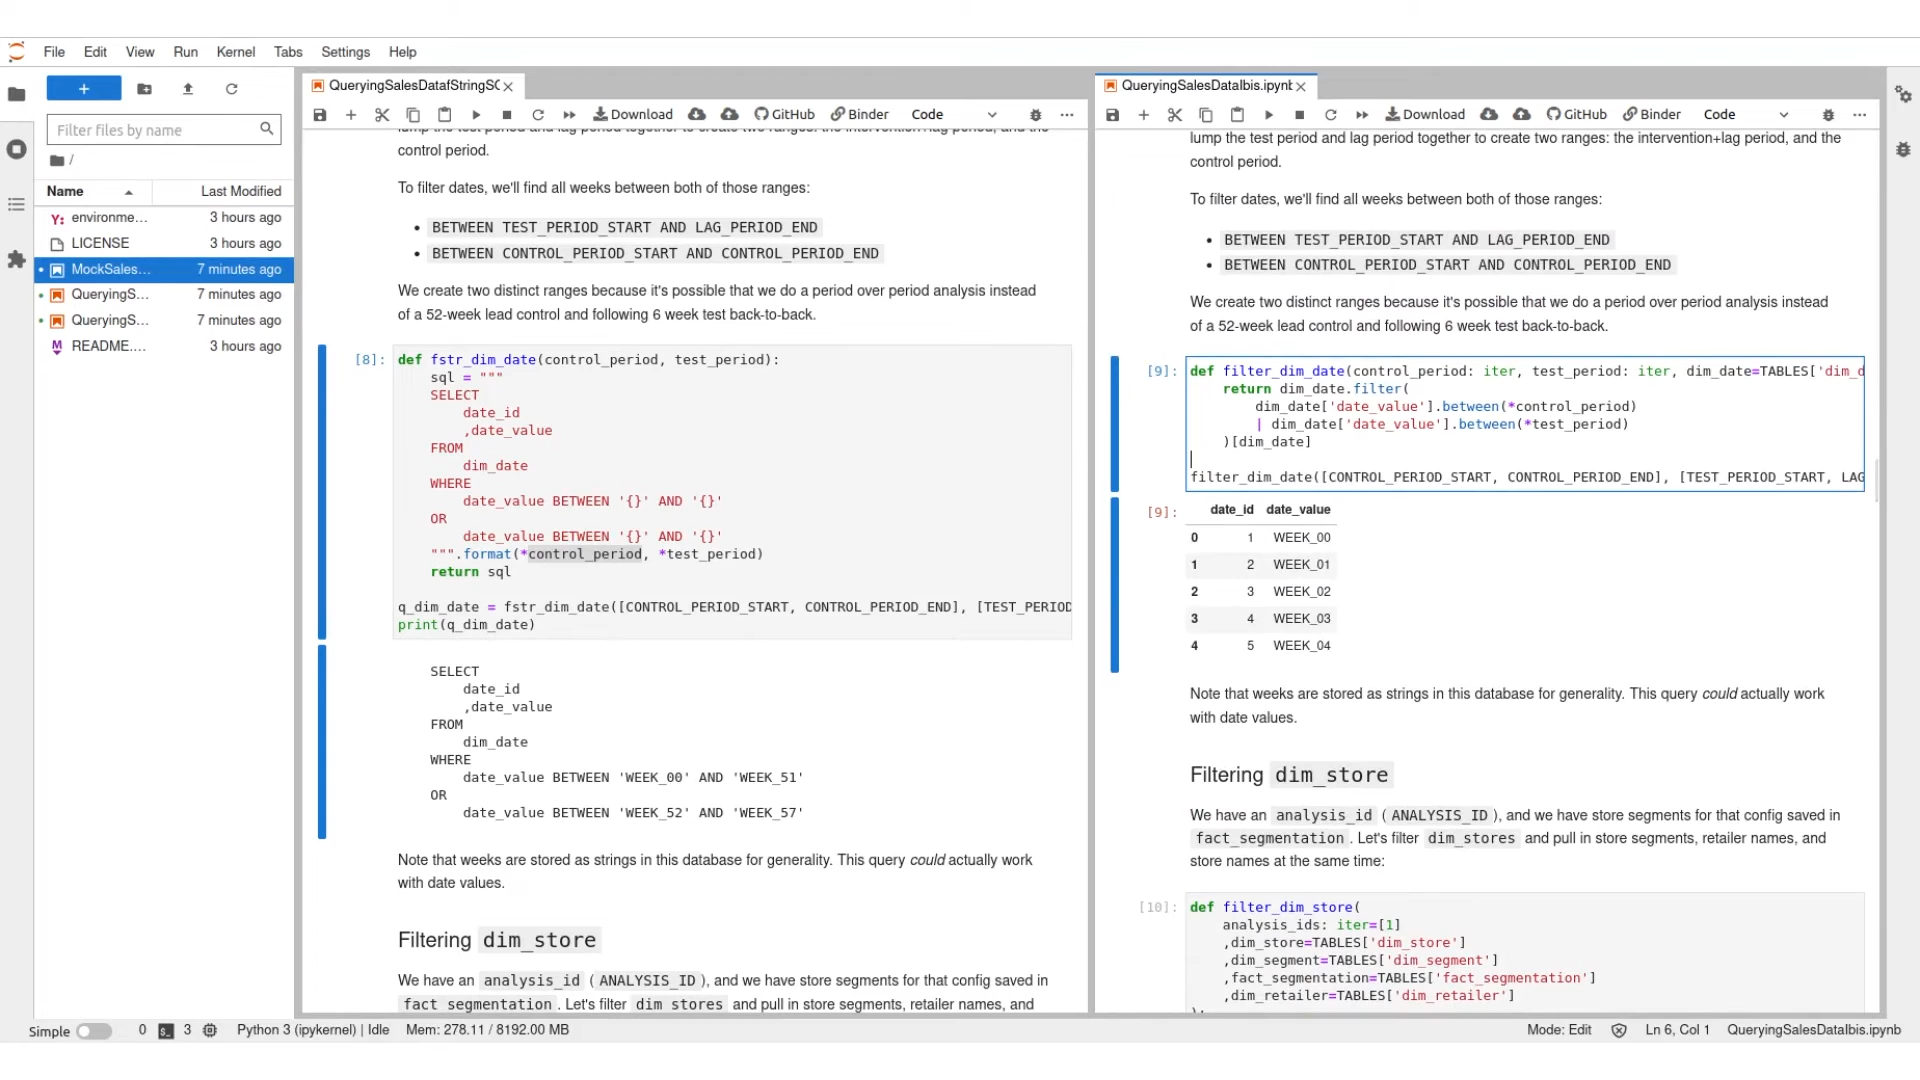 File Edit View Run Kernel Tabs Settings Help
+
Filter files by name
/
Name Last Modified
environme... 3 hours ago
LICENSE 3 hours ago
MockSales... 7 minutes ago
QueryingS... 7 minutes ago
QueryingS... 7 minutes ago
README.... 3 hours ago
QueryingSalesDatafStringSQ
Download GitHub Binder Code
control period.
To filter dates, we'll find all weeks between both of those ranges:
• BETWEEN TEST_PERIOD_START AND LAG_PERIOD_END
• BETWEEN CONTROL_PERIOD_START AND CONTROL_PERIOD_END
We create two distinct ranges because it's possible that we do a period over period analysis instead
of a 52-week lead control and following 6 week test back-to-back.
[8]: def fstr_dim_date(control_period, test_period):
sql = """
SELECT
date_id
,date_value
FROM
dim_date
WHERE
date_value BETWEEN '{}' AND '{}'
OR
date_value BETWEEN '{}' AND '{}'
""".format(*control_period, *test_period)
return sql
q_dim_date = fstr_dim_date([CONTROL_PERIOD_START, CONTROL_PERIOD_END], [TEST_PERIOD
print(q_dim_date)
SELECT
date_id
,date_value
FROM
dim_date
WHERE
date_value BETWEEN 'WEEK_00' AND 'WEEK_51'
OR
date_value BETWEEN 'WEEK_52' AND 'WEEK_57'
Note that weeks are stored as strings in this database for generality. This query could actually work
with date values.
Filtering dim_store
We have an analysis_id ( ANALYSIS_ID ), and we have store segments for that config saved in
fact_segmentation . Let's filter dim_stores and pull in store segments, retailer names, and
QueryingSalesDataIbis.ipynb
Download GitHub Binder Code
lump the test period and lag period together to create two ranges: the intervention+lag period, and the
control period.
To filter dates, we'll find all weeks between both of those ranges:
• BETWEEN TEST_PERIOD_START AND LAG_PERIOD_END
• BETWEEN CONTROL_PERIOD_START AND CONTROL_PERIOD_END
We create two distinct ranges because it's possible that we do a period over period analysis instead
of a 52-week lead control and following 6 week test back-to-back.
[9]: def filter_dim_date(control_period: iter, test_period: iter, dim_date=TABLES['dim_d
return dim_date.filter(
dim_date['date_value'].between(*control_period)
| dim_date['date_value'].between(*test_period)
)[dim_date]
filter_dim_date([CONTROL_PERIOD_START, CONTROL_PERIOD_END], [TEST_PERIOD_START, LAG
[9]: date_id date_value
0 1 WEEK_00
1 2 WEEK_01
2 3 WEEK_02
3 4 WEEK_03
4 5 WEEK_04
Note that weeks are stored as strings in this database for generality. This query could actually work
with date values.
Filtering dim_store
We have an analysis_id ( ANALYSIS_ID ), and we have store segments for that config saved in
fact_segmentation . Let's filter dim_stores and pull in store segments, retailer names, and
store names at the same time:
[10]: def filter_dim_store(
analysis_ids: iter=[1]
,dim_store=TABLES['dim_store']
,dim_segment=TABLES['dim_segment']
,fact_segmentation=TABLES['fact_segmentation']
,dim_retailer=TABLES['dim_retailer']
Simple 0 3 Python 3 (ipykernel) | Idle Mem: 278.11 / 8192.00 MB Mode: Edit Ln 6, Col 1 QueryingSalesDataIbis.ipynb